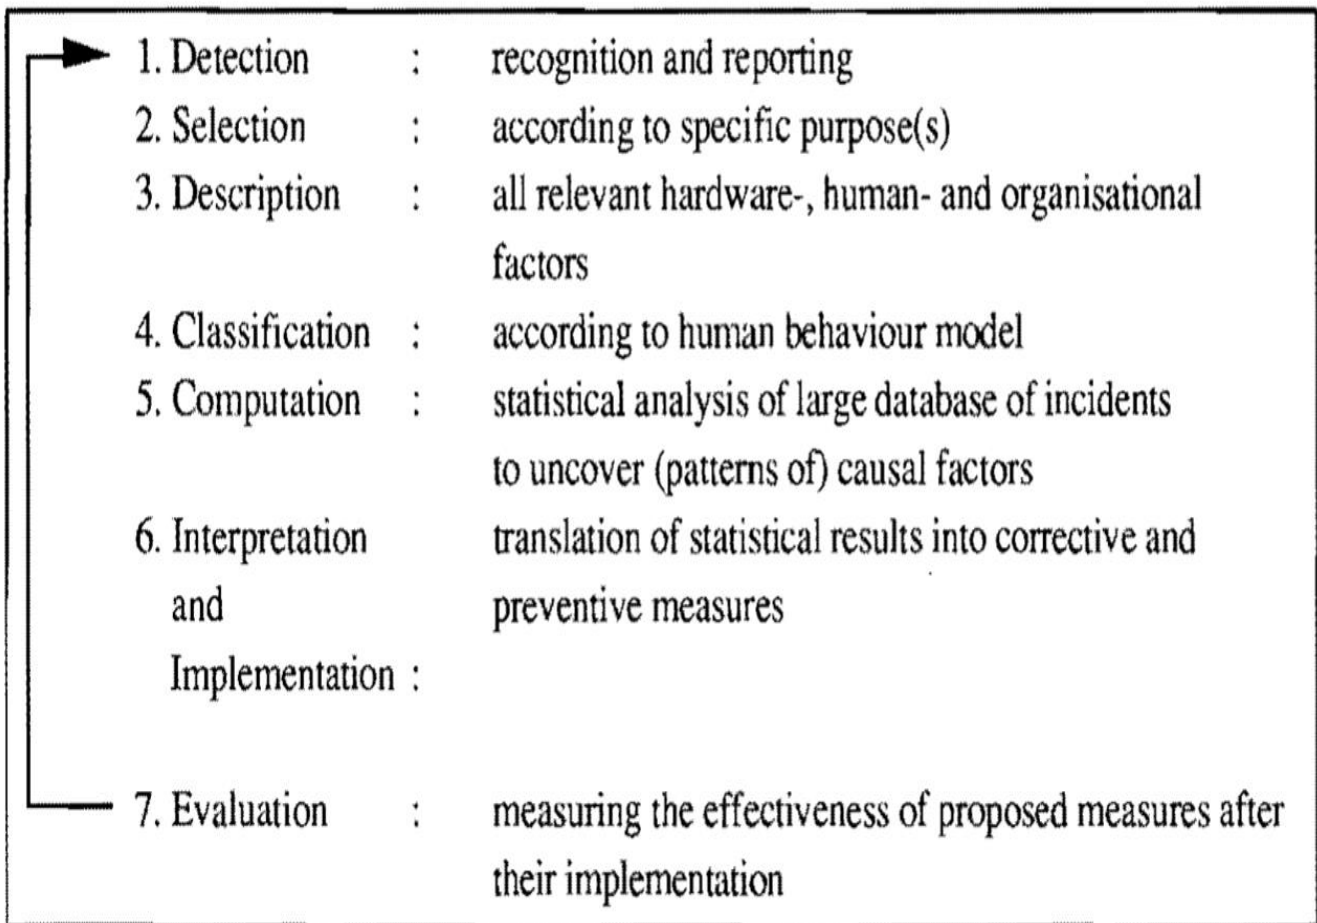 1. Detection : recognition and reporting
2. Selection : according to specific purpose(s)
3. Description : all relevant hardware-, human- and organisational
factors
4. Classification : according to human behaviour model
5. Computation : statistical analysis of large database of incidents
to uncover (patterns of) causal factors
6. Interpretation translation of statistical results into corrective and
and preventive measures
Implementation :
7. Evaluation : measuring the effectiveness of proposed measures after
their implementation